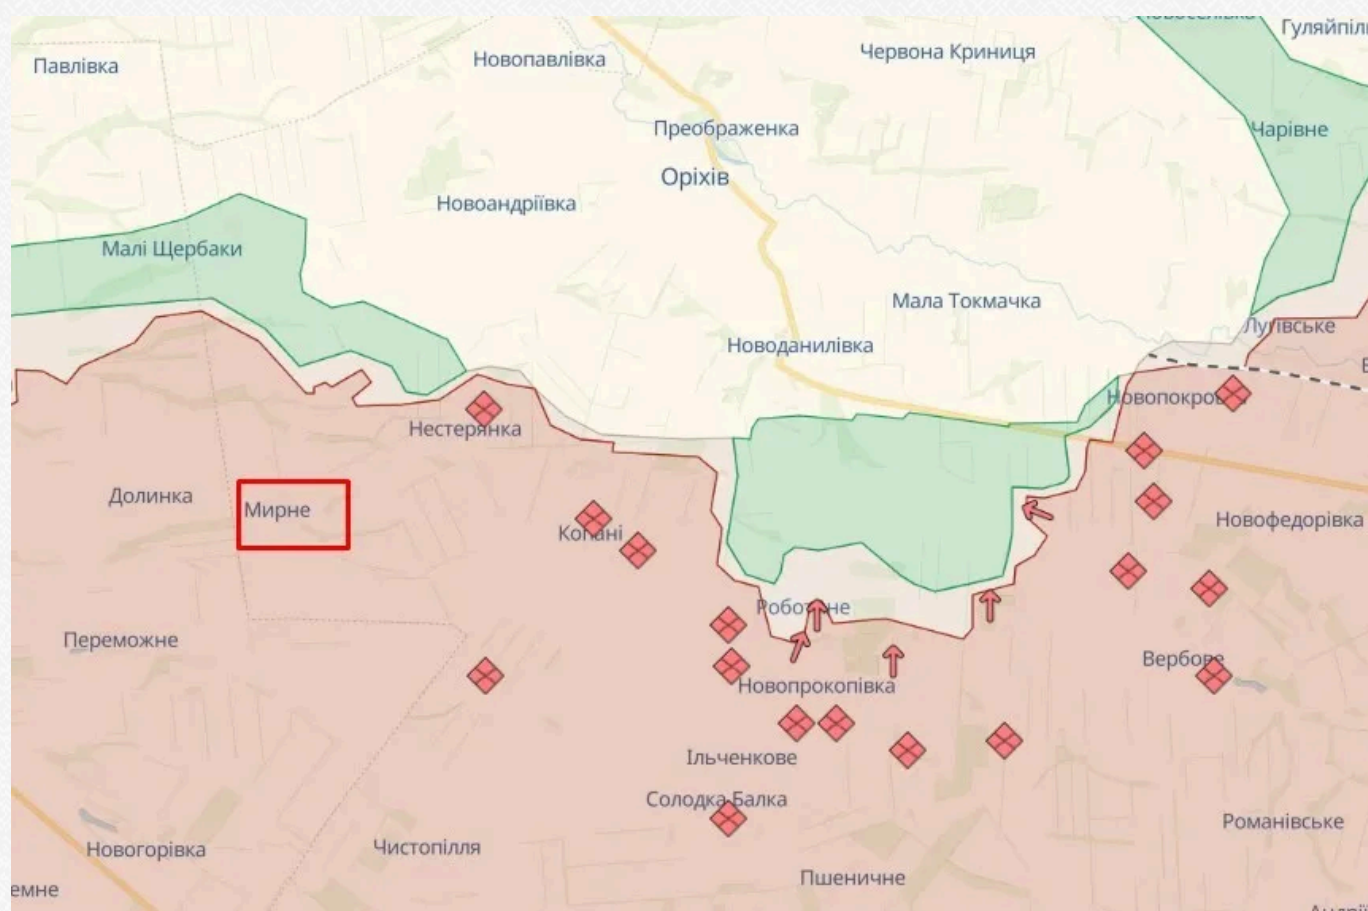 Гуляйпіл
Червона Криниця
Новопавлівка
Павлівка
Преображенка
Чарівне
Оріхів
Новоандріївка
Малі Щербаки
Мала Токмачка
Лугівське
Новоданилівка
Новопокров
Нестерянка
Долинка
Мирне
Новофедорівка
Копані
Роботине
Переможне
Вербове
Новопрокопівка
Ільченкове
Солодка Балка
Романівське
Новогорівка
Чистопілля
Пшеничне
емне